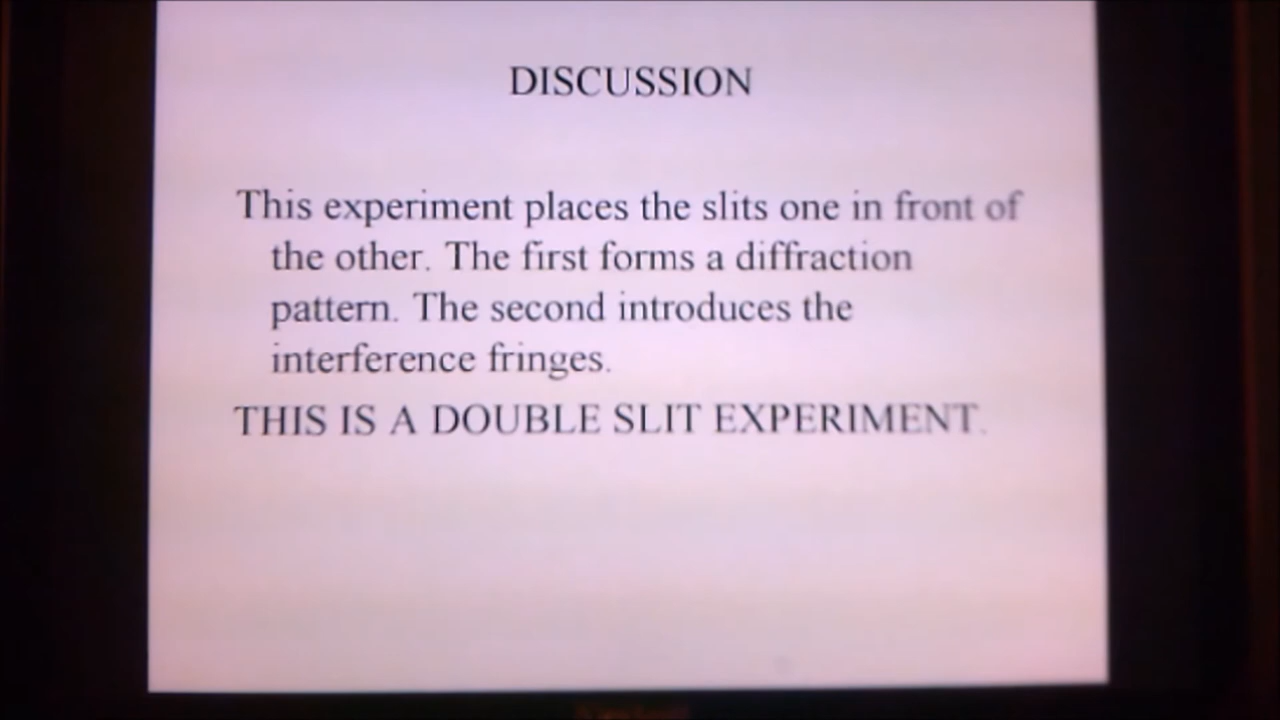 DISCUSSION
This experiment places the slits one in front of
the other. The first forms a diffraction
pattern. The second introduces the
interference fringes.
THIS IS A DOUBLE SLIT EXPERIMENT.